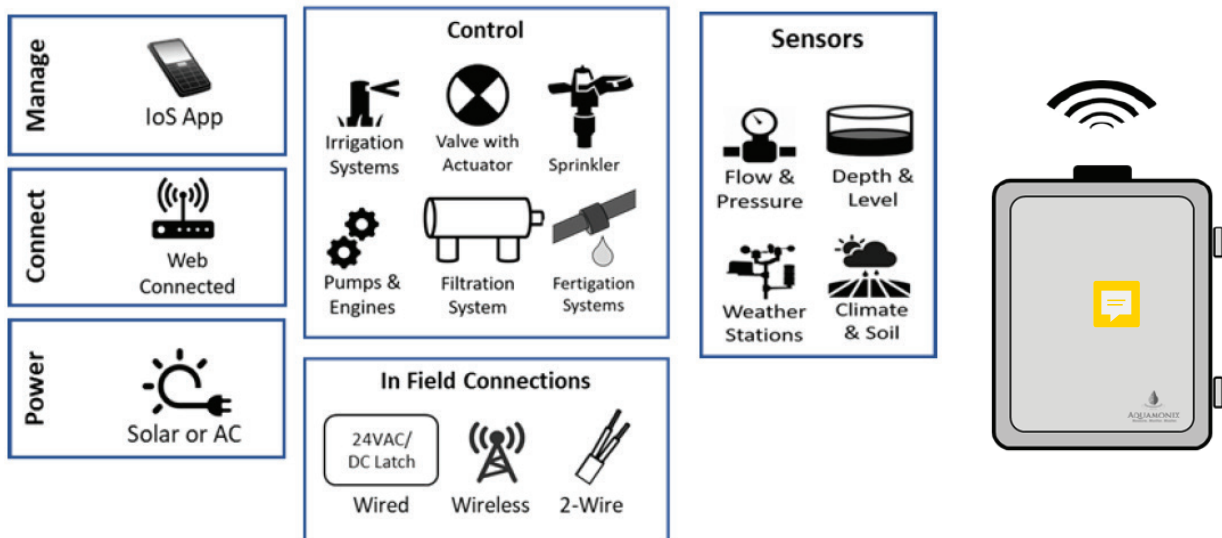 Manage
IoS App
Connect
Web
Connected
Power
Solar or AC
Control
Irrigation
Systems
Valve with
Actuator
Sprinkler
Pumps &
Engines
Filtration
System
Fertigation
Systems
In Field Connections
24VAC/
DC Latch
Wired
Wireless
2-Wire
Sensors
Flow &
Pressure
Depth &
Level
Weather
Stations
Climate
& Soil
AQUAMONIX